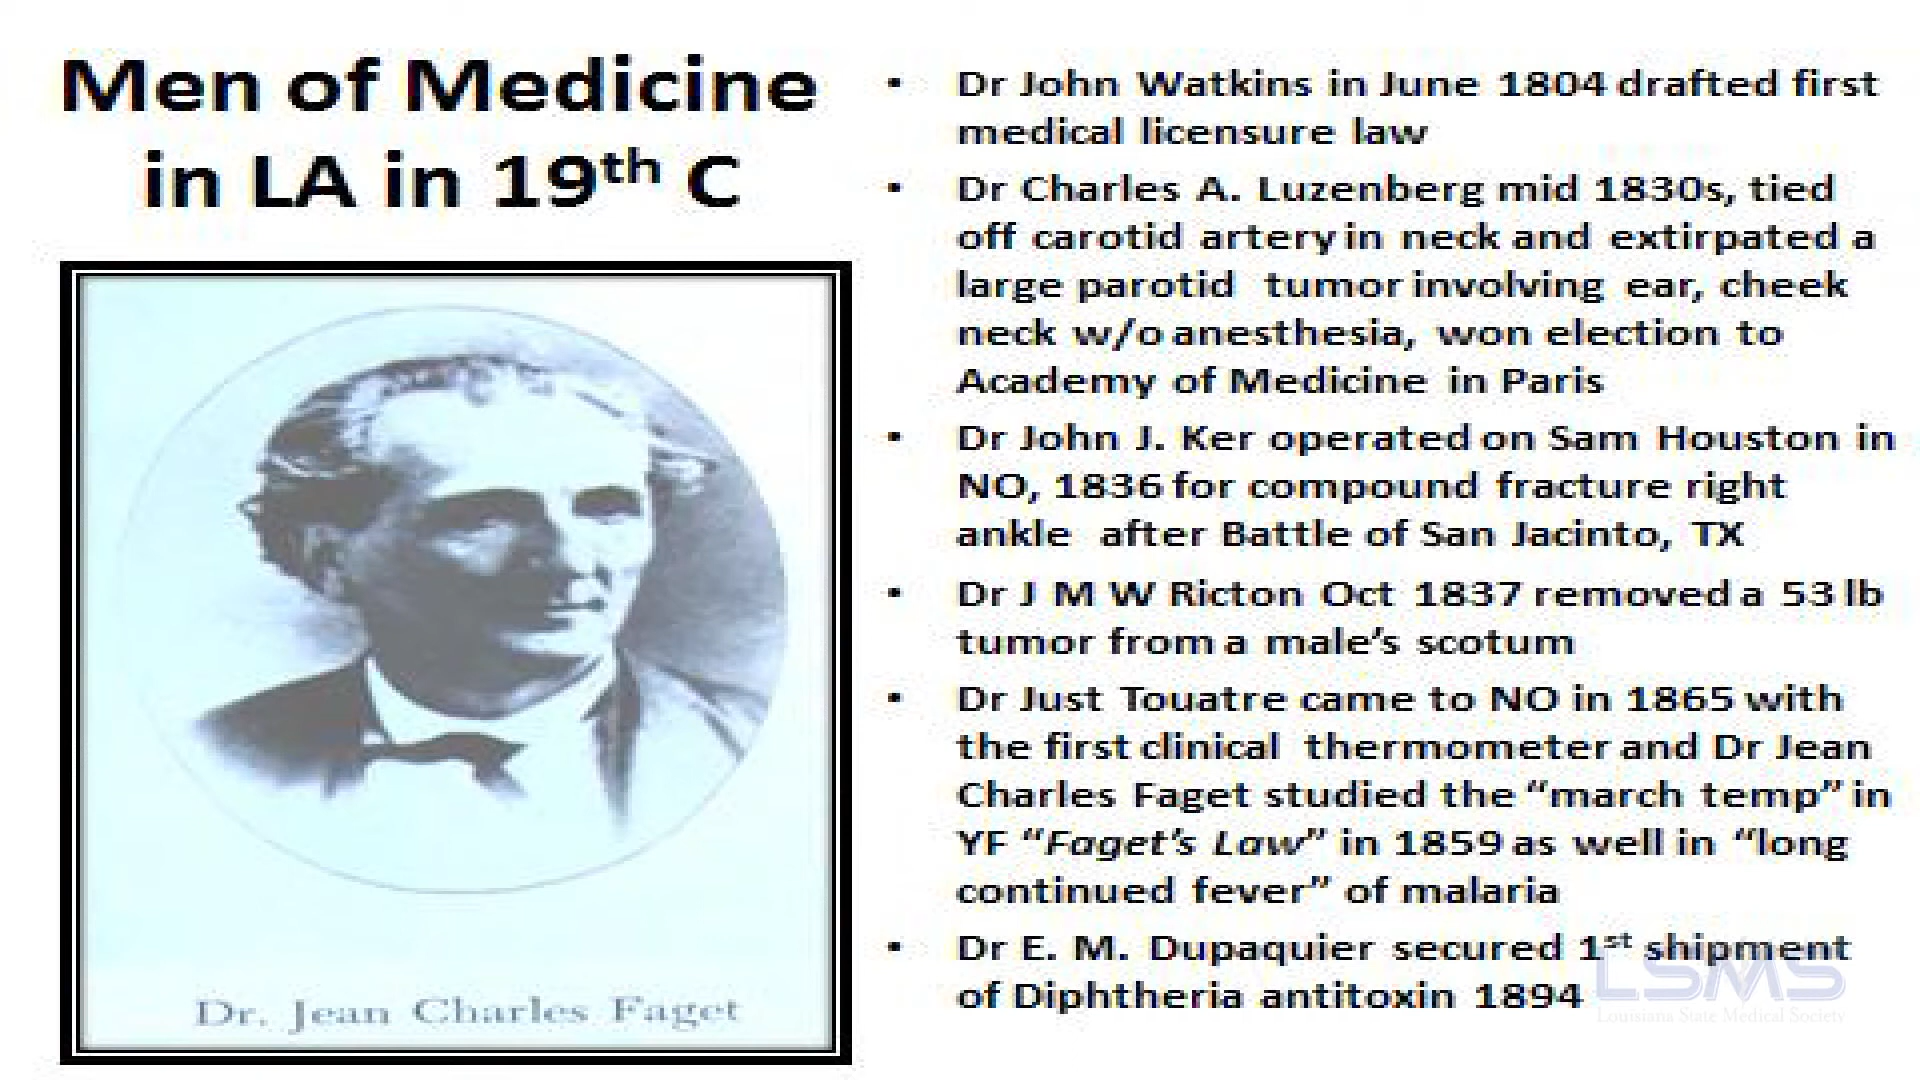 Men of Medicine
in LA in 19th C
Dr. Jean Charles Faget
• Dr John Watkins in June 1804 drafted first
medical licensure law
• Dr Charles A. Luzenberg mid 1830s, tied
off carotid artery in neck and extirpated a
large parotid tumor involving ear, cheek
neck w/o anesthesia, won election to
Academy of Medicine in Paris
• Dr John J. Ker operated on Sam Houston in
NO, 1836 for compound fracture right
ankle after Battle of San Jacinto, TX
• Dr J M W Ricton Oct 1837 removed a 53 lb
tumor from a male’s scotum
• Dr Just Touatre came to NO in 1865 with
the first clinical thermometer and Dr Jean
Charles Faget studied the “march temp” in
YF “Faget’s Law” in 1859 as well in “long
continued fever” of malaria
• Dr E. M. Dupaquier secured 1st shipment
of Diphtheria antitoxin 1894
LSMS
Louisiana State Medical Society